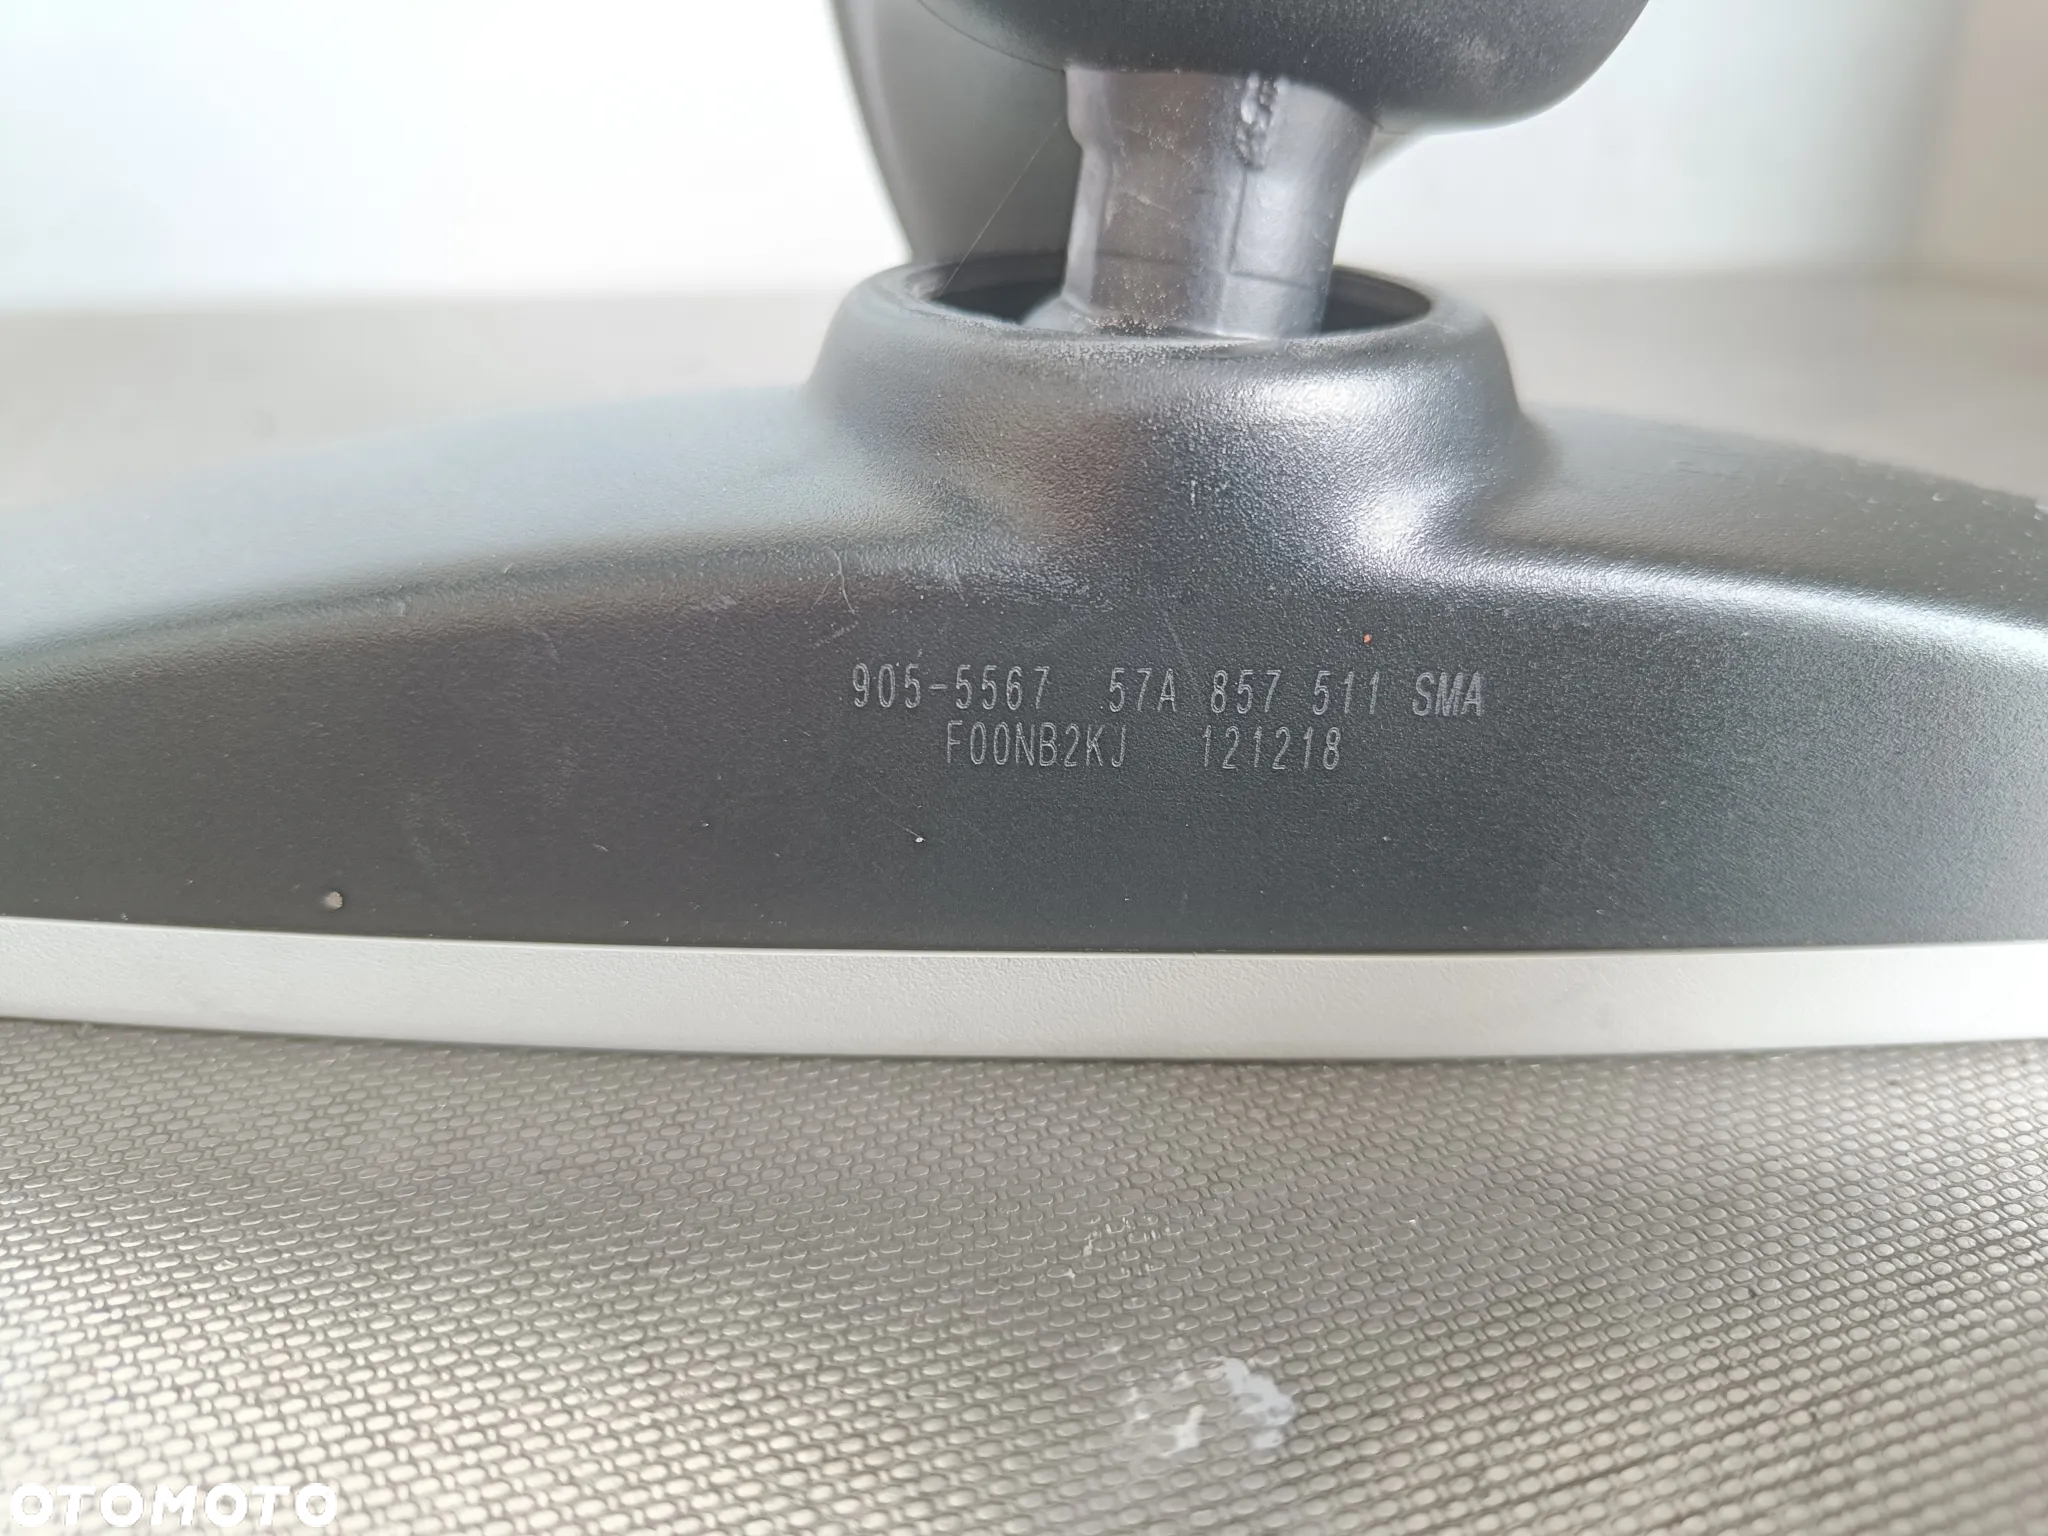 905-5567 57A 857 511 SMA
F00NB2KJ 121218
OTOMOTO